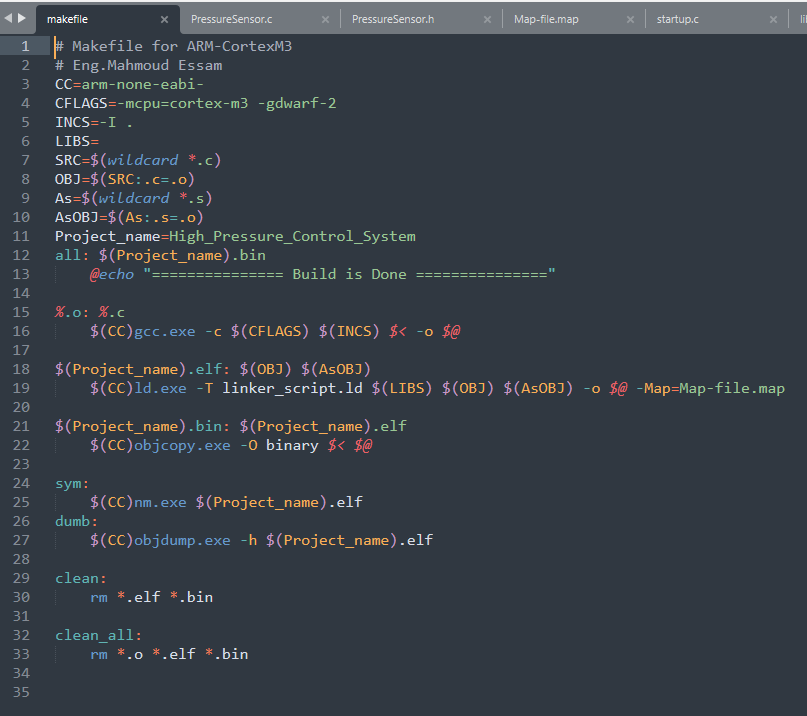 makefile × PressureSensor.c × PressureSensor.h × Map-file.map × startup.c × li
1 # Makefile for ARM-CortexM3
2 # Eng.Mahmoud Essam
3 CC=arm-none-eabi-
4 CFLAGS=-mcpu=cortex-m3 -gdwarf-2
5 INCS=-I .
6 LIBS=
7 SRC=$(wildcard *.c)
8 OBJ=$(SRC:.c=.o)
9 As=$(wildcard *.s)
10 AsOBJ=$(As:.s=.o)
11 Project_name=High_Pressure_Control_System
12 all: $(Project_name).bin
13 @echo "=============== Build is Done ==============="
14
15 %.o: %.c
16 $(CC)gcc.exe -c $(CFLAGS) $(INCS) $< -o $@
17
18 $(Project_name).elf: $(OBJ) $(AsOBJ)
19 $(CC)ld.exe -T linker_script.ld $(LIBS) $(OBJ) $(AsOBJ) -o $@ -Map=Map-file.map
20
21 $(Project_name).bin: $(Project_name).elf
22 $(CC)objcopy.exe -O binary $< $@
23
24 sym:
25 $(CC)nm.exe $(Project_name).elf
26 dumb:
27 $(CC)objdump.exe -h $(Project_name).elf
28
29 clean:
30 rm *.elf *.bin
31
32 clean_all:
33 rm *.o *.elf *.bin
34
35